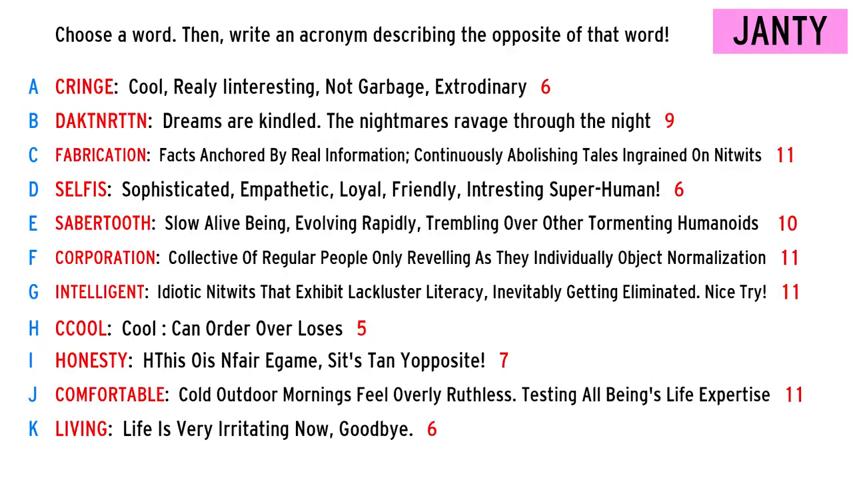 Choose a word. Then, write an acronym describing the opposite of that word!
JANTY
A CRINGE: Cool, Realy Iinteresting, Not Garbage, Extrodinary 6
B DAKTNRTTN: Dreams are kindled. The nightmares ravage through the night 9
C FABRICATION: Facts Anchored By Real Information; Continuously Abolishing Tales Ingrained On Nitwits 11
D SELFIS: Sophisticated, Empathetic, Loyal, Friendly, Intresting Super-Human! 6
E SABERTOOTH: Slow Alive Being, Evolving Rapidly, Trembling Over Other Tormenting Humanoids 10
F CORPORATION: Collective Of Regular People Only Revelling As They Individually Object Normalization 11
G INTELLIGENT: Idiotic Nitwits That Exhibit Lackluster Literacy, Inevitably Getting Eliminated. Nice Try! 11
H CCOOL: Cool : Can Order Over Loses 5
I HONESTY: HThis Ois Nfair Egame, Sit's Tan Yopposite! 7
J COMFORTABLE: Cold Outdoor Mornings Feel Overly Ruthless. Testing All Being's Life Expertise 11
K LIVING: Life Is Very Irritating Now, Goodbye. 6